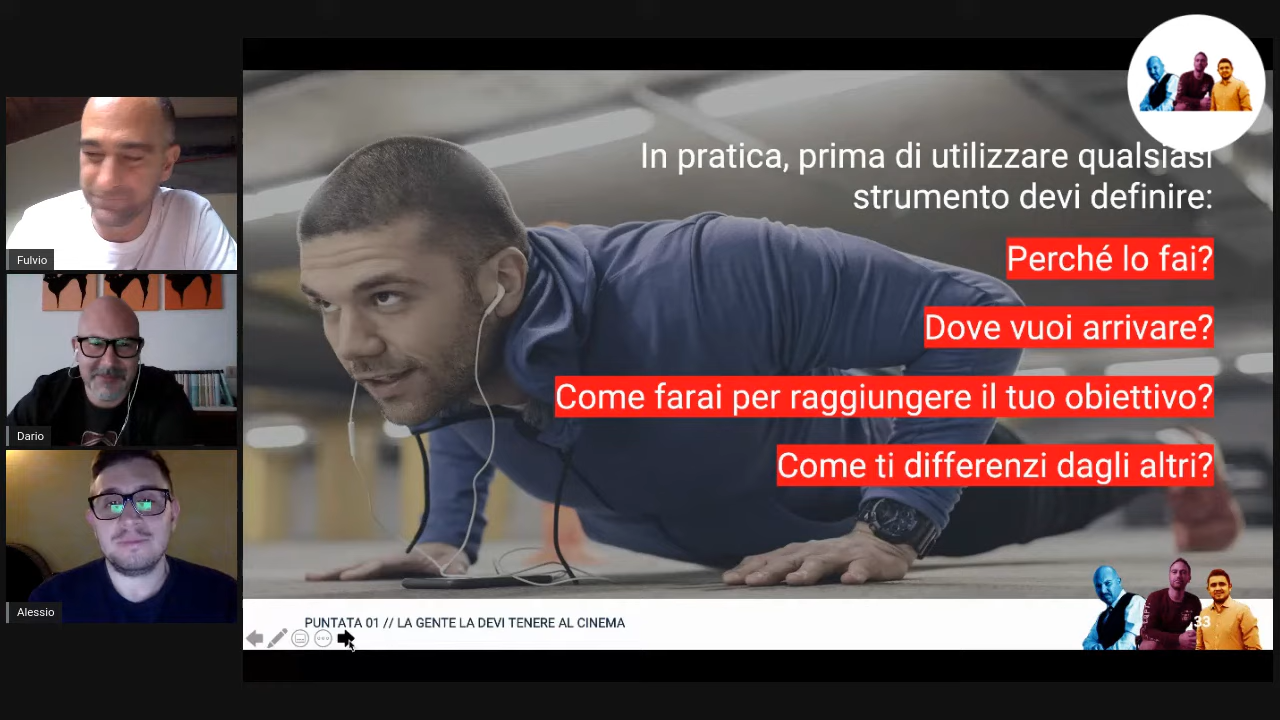 Fulvio
Dario
Alessio
In pratica, prima di utilizzare qualsiasi
strumento devi definire:
Perché lo fai?
Dove vuoi arrivare?
Come farai per raggiungere il tuo obiettivo?
Come ti differenzi dagli altri?
PUNTATA 01 // LA GENTE LA DEVI TENERE AL CINEMA
33